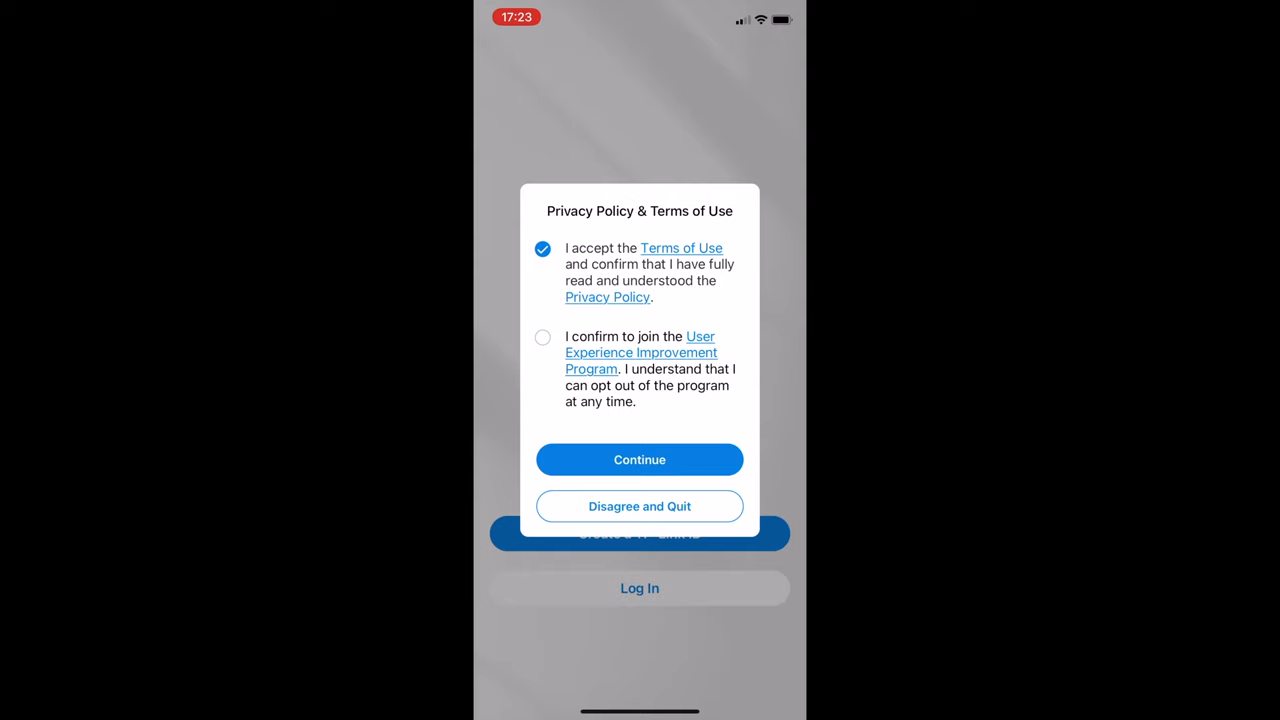 17:23
Privacy Policy & Terms of Use
I accept the Terms of Use
and confirm that I have fully
read and understood the
Privacy Policy.
I confirm to join the User
Experience Improvement
Program. I understand that I
can opt out of the program
at any time.
Continue
Disagree and Quit
Log In